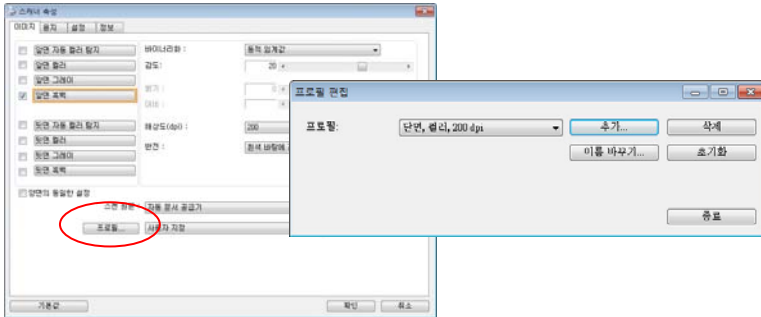 스캐너 속성
이미지 용지 설정 정보
앞면 자동 컬러 탐지
앞면 컬러
앞면 그레이
앞면 흑백
뒷면 자동 컬러 탐지
뒷면 컬러
뒷면 그레이
뒷면 흑백
바이너리화 : 동적 임계값
감도: 20
밝기 :
대비 :
해상도(dpi) : 200
반전 : 흰색 바탕에
양면의 동일한 설정
스캔 원본: 자동 문서 공급기
프로필... 사용자 지정
기본값 확인 취소
프로필 편집
프로필: 단면, 컬러, 200 dpi 추가... 삭제
이름 바꾸기... 초기화
종료